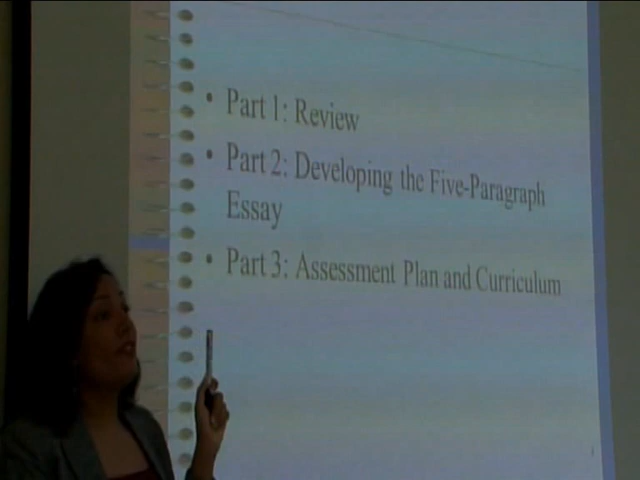 • Part 1: Review
• Part 2: Developing the Five-Paragraph
Essay
• Part 3: Assessment Plan and Curriculum